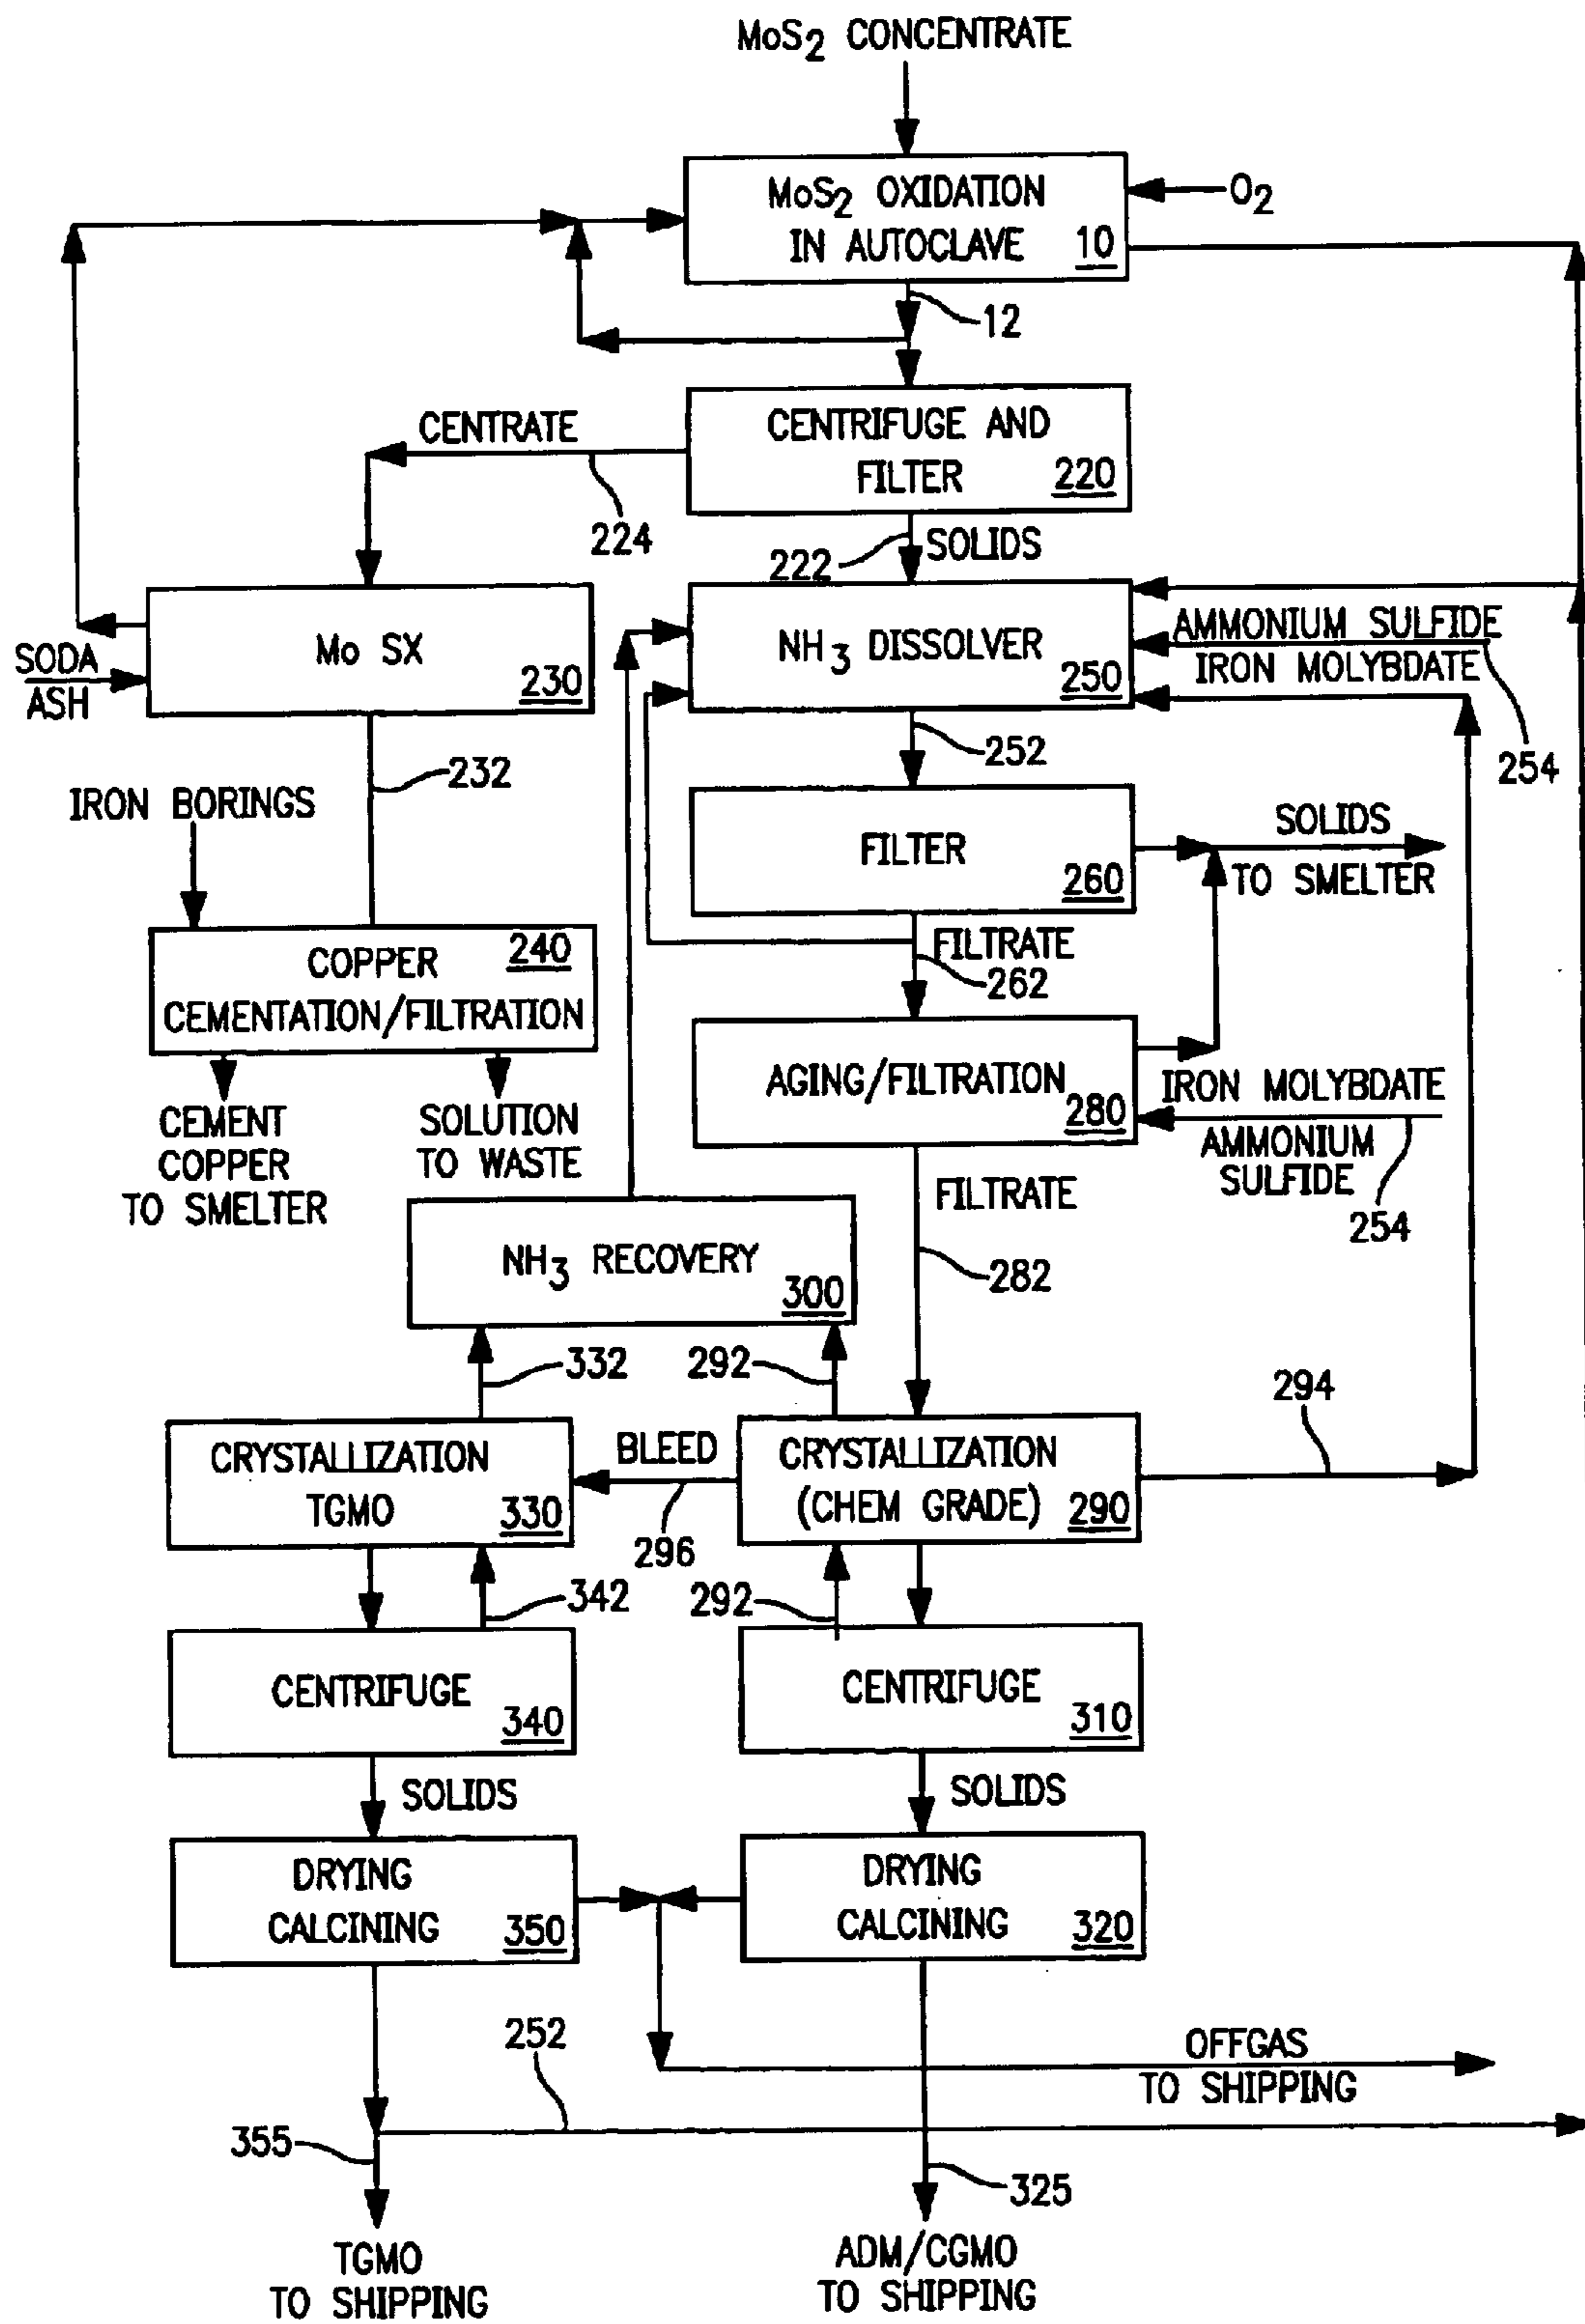 MoS2 CONCENTRATE
MoS2 OXIDATION
IN AUTOCLAVE 10
O2
12
CENTRATE
CENTRIFUGE AND
FILTER 220
224
222 SOLIDS
SODA
ASH
Mo SX
230
NH3 DISSOLVER
250
AMMONIUM SULFIDE
IRON MOLYBDATE
254
232
252
IRON BORINGS
FILTER
260
SOLIDS
TO SMELTER
240
COPPER
CEMENTATION/FILTRATION
FILTRATE
262
CEMENT
COPPER
TO SMELTER
SOLUTION
TO WASTE
AGING/FILTRATION
280
IRON MOLYBDATE
AMMONIUM
SULFIDE
254
FILTRATE
282
NH3 RECOVERY
300
332
292
294
CRYSTALLIZATION
TGMO 330
BLEED
296
CRYSTALLIZATION
(CHEM GRADE) 290
342
292
CENTRIFUGE
340
CENTRIFUGE
310
SOLIDS
SOLIDS
DRYING
CALCINING 350
DRYING
CALCINING 320
252
OFFGAS
TO SHIPPING
355
325
TGMO
TO SHIPPING
ADM/CGMO
TO SHIPPING